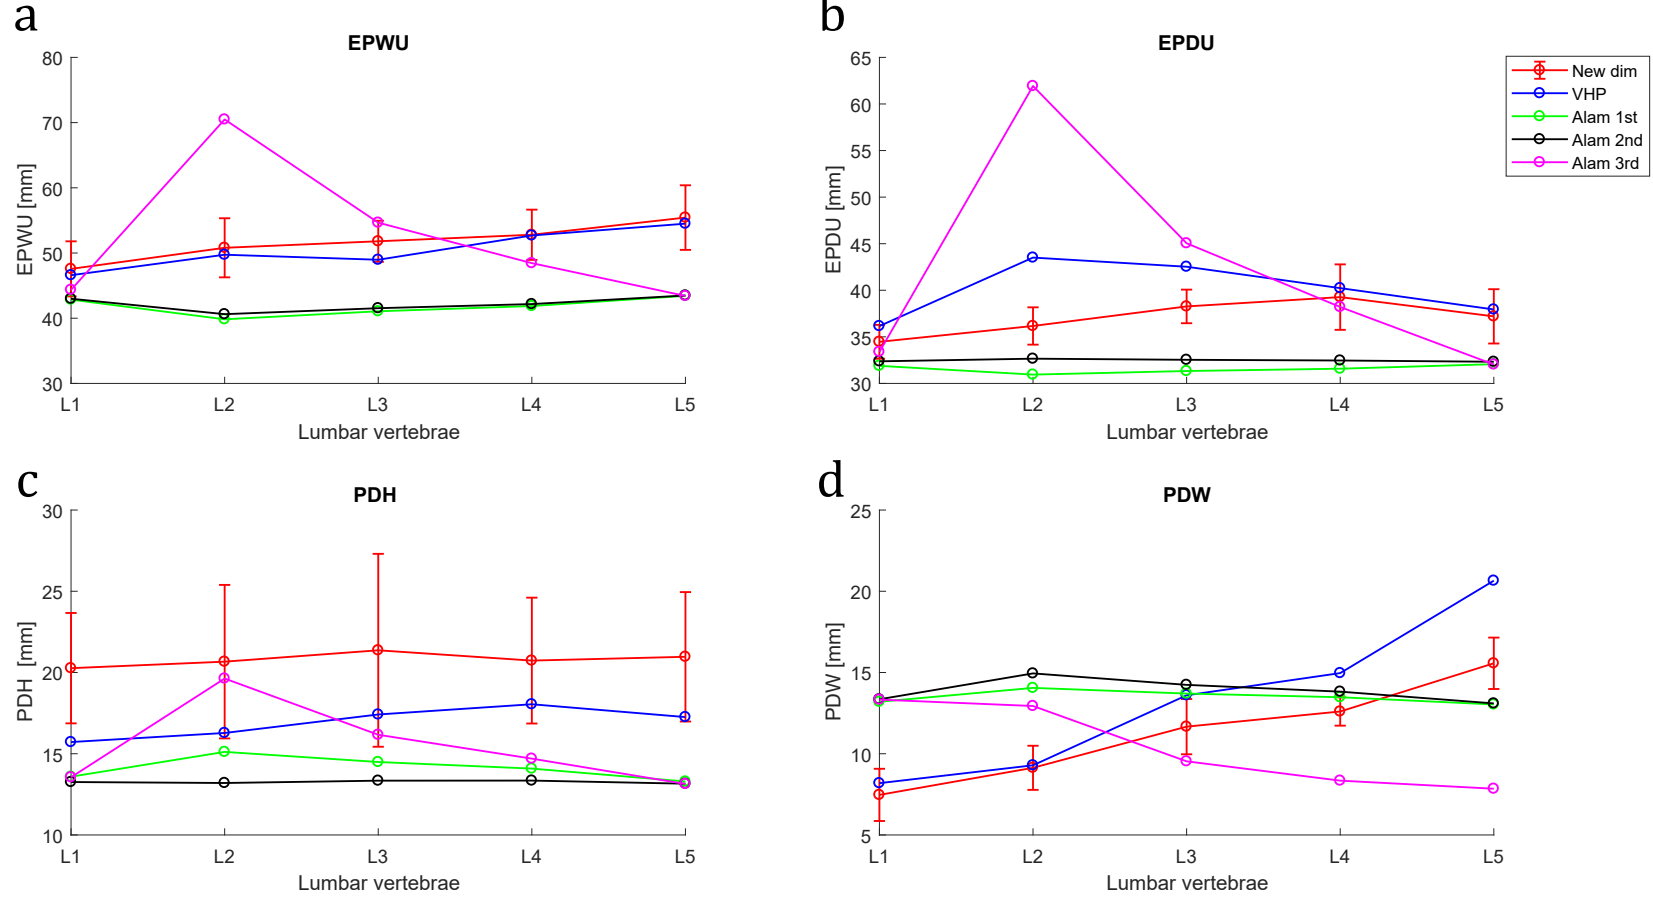 a
EPWU
80
70
60
50
40
30
EPWU [mm]
L1 L2 L3 L4 L5
Lumbar vertebrae
b
EPDU
65
60
55
50
45
40
35
30
EPDU [mm]
L1 L2 L3 L4 L5
Lumbar vertebrae
New dim
VHP
Alam 1st
Alam 2nd
Alam 3rd
c
PDH
30
25
20
15
10
PDH [mm]
L1 L2 L3 L4 L5
Lumbar vertebrae
d
PDW
25
20
15
10
5
PDW [mm]
L1 L2 L3 L4 L5
Lumbar vertebrae